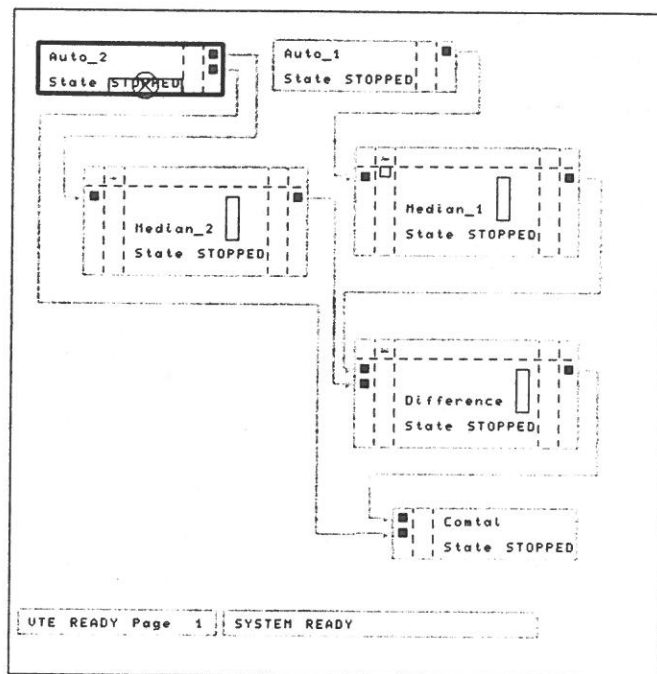 Auto_2
State STOPPED
Auto_1
State STOPPED
Median_2
State STOPPED
Median_1
State STOPPED
Difference
State STOPPED
Comtal
State STOPPED
VTE READY Page 1
SYSTEM READY